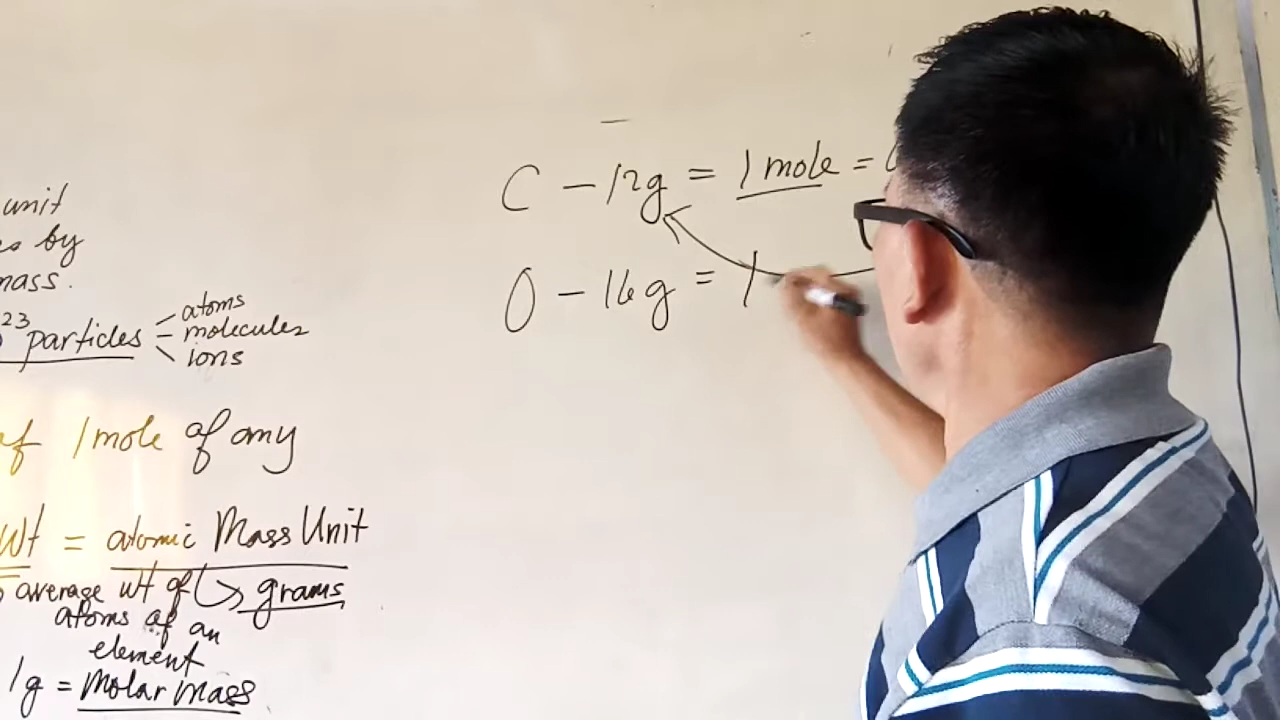 unit
by
mass.
23 particles
atoms
molecules
ions
of 1mole of any
Wt = atomic Mass Unit
average wt of
grams
atoms of an
element
1g = Molar Mass
C - 12g = 1 mole =
O - 16g = 1